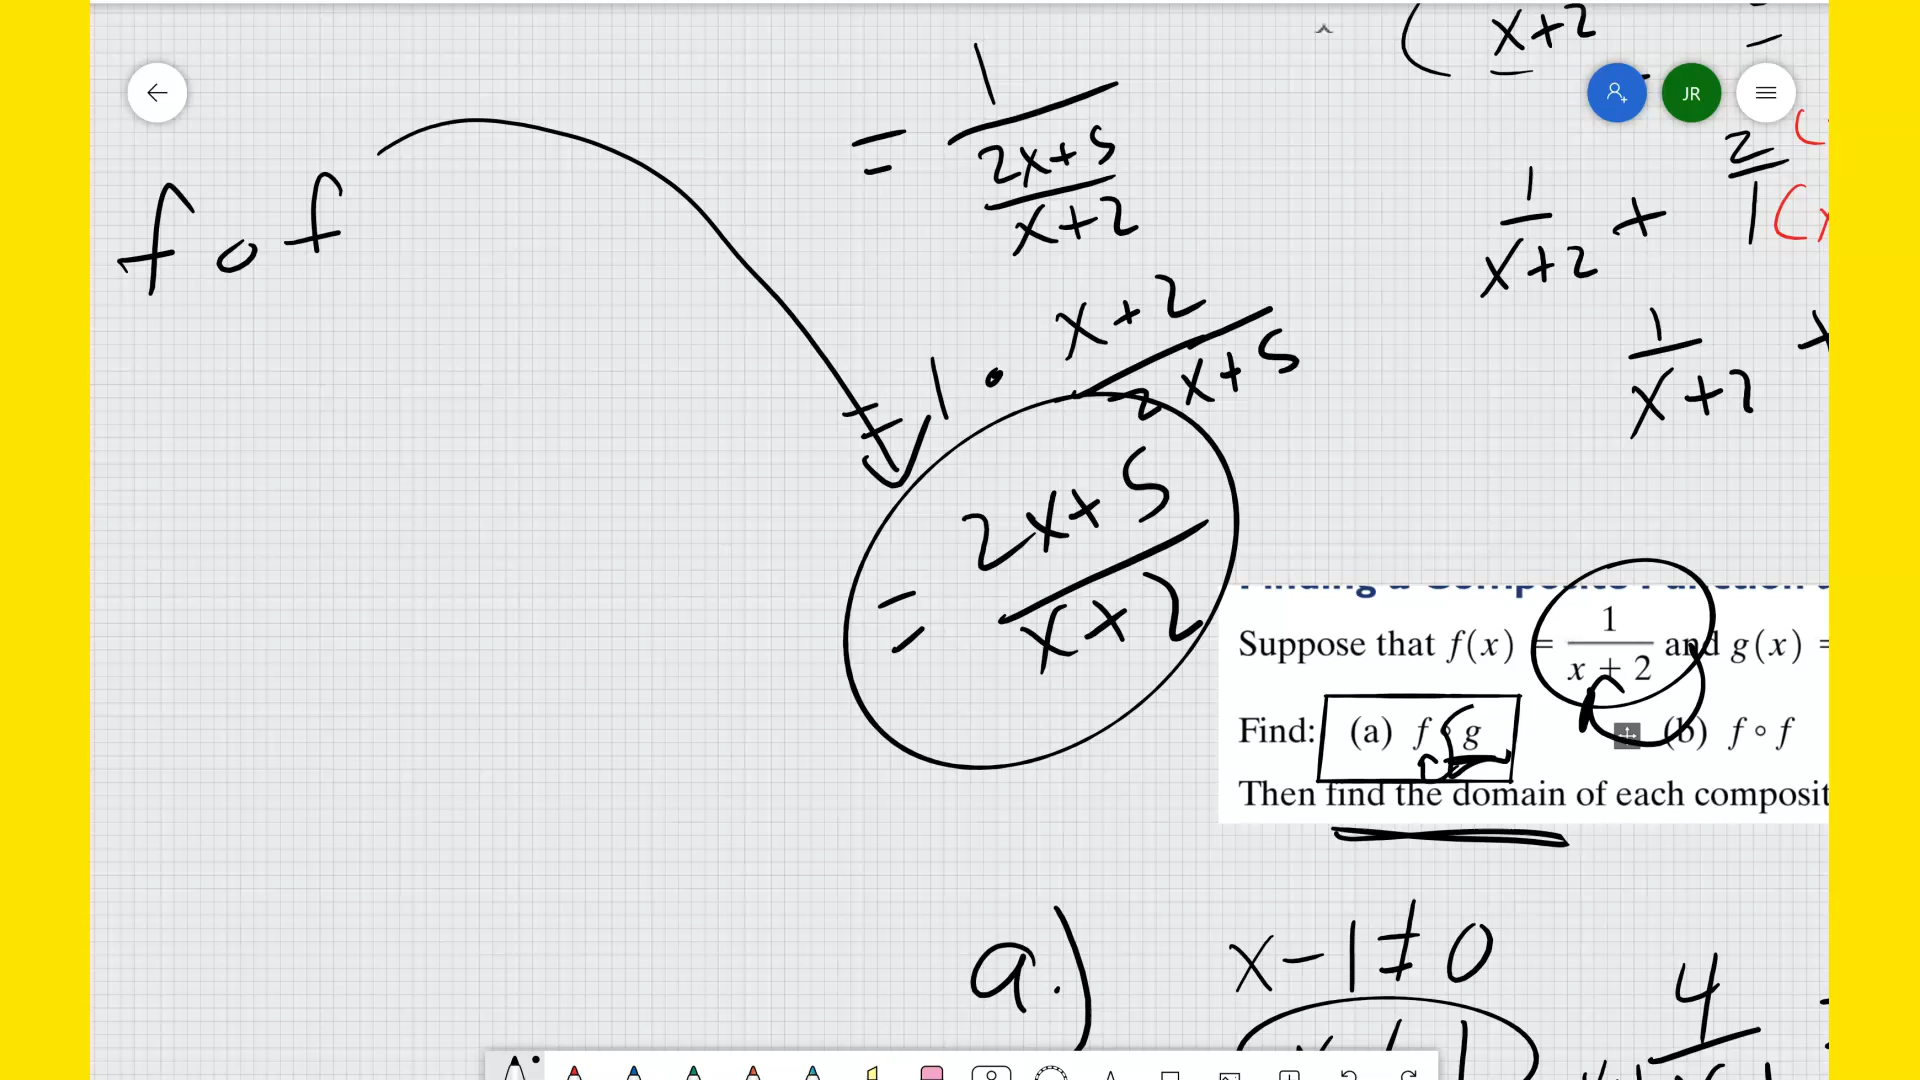 f o f
= 1 / (2x+5 / x+2)
= 1 • x+2 / 2x+5
= 2x+5 / x+2
( x+2 =
JR
1 / x+2 + 2 / 1 (x
1 / x+2 +
Suppose that f(x) = 1 / x + 2 and g(x) =
Find: (a) f ∘ g (b) f ∘ f
Then find the domain of each composit
a.) x - 1 ≠ 0
4